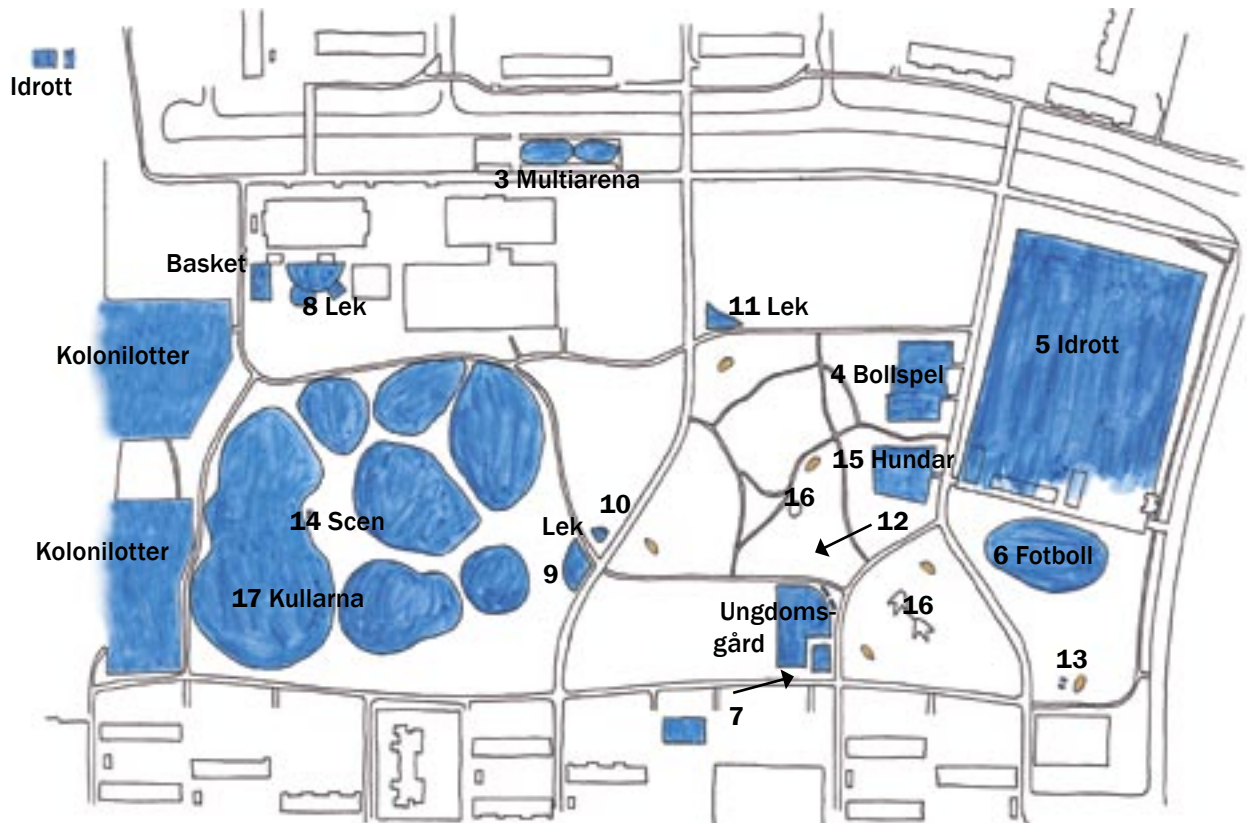 Idrott
3 Multiarena
Basket
8 Lek
11 Lek
Kolonilotter
5 Idrott
4 Bollspel
15 Hundar
16
10
14 Scen
12
Lek
Kolonilotter
6 Fotboll
9
17 Kullarna
16
Ungdoms-
gård
13
7